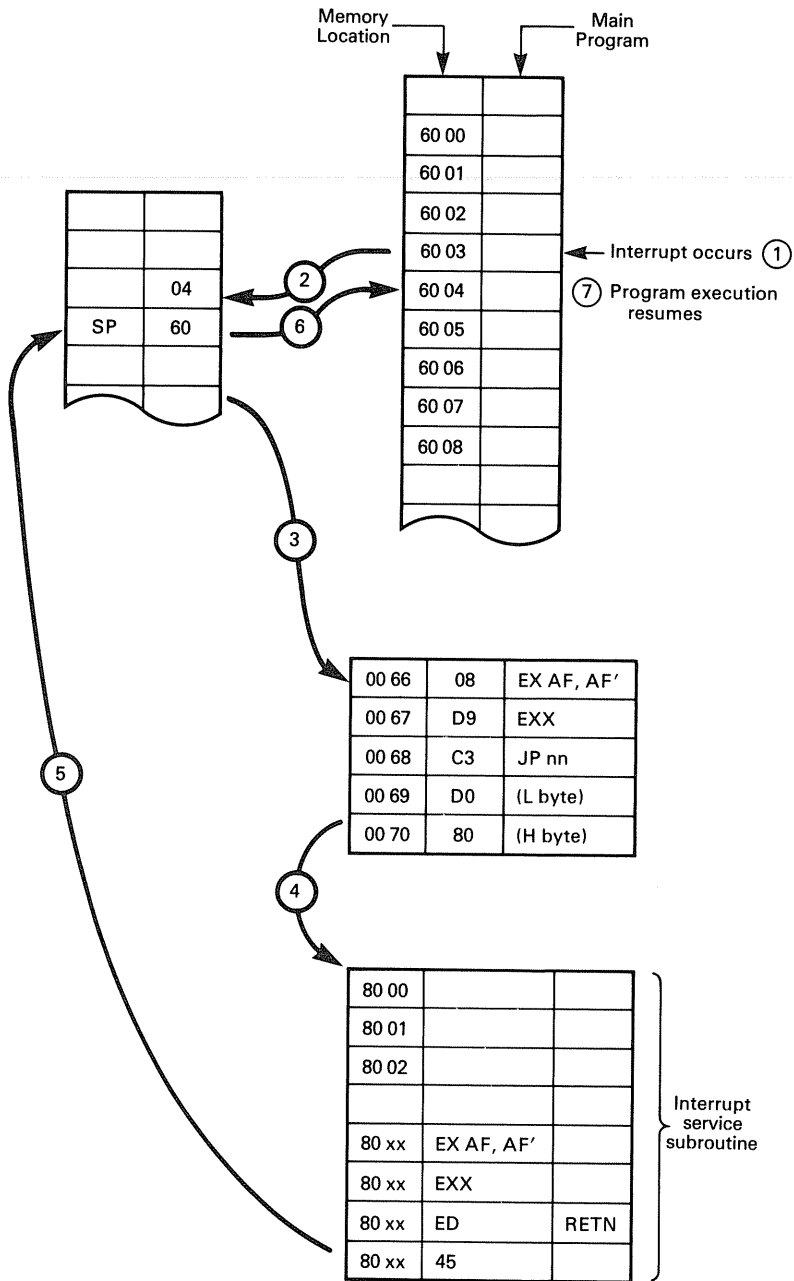 Memory
Location
Main
Program
60 00
60 01
60 02
60 03
Interrupt occurs 1
04
2
60 04
7 Program execution
resumes
SP 60
6
60 05
60 06
60 07
60 08
3
00 66 08 EX AF, AF′
00 67 D9 EXX
00 68 C3 JP nn
00 69 D0 (L byte)
00 70 80 (H byte)
5
4
80 00
80 01
80 02
Interrupt
service
subroutine
80 xx EX AF, AF′
80 xx EXX
80 xx ED RETN
80 xx 45